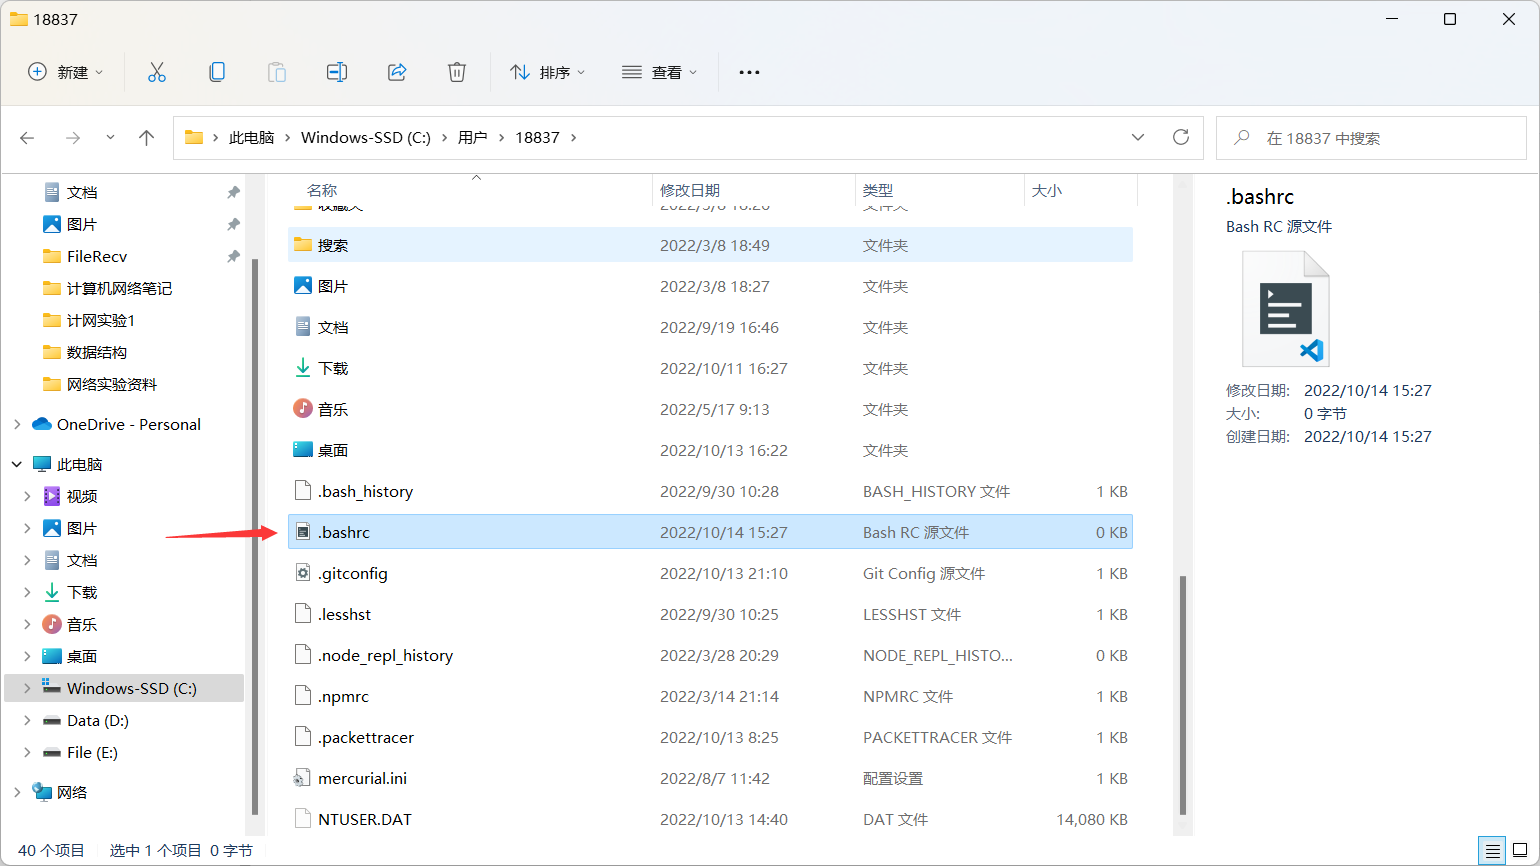 18837
新建
排序
查看
此电脑 Windows-SSD (C:) 用户 18837
在 18837 中搜索
文档
图片
FileRecv
计算机网络笔记
计网实验1
数据结构
网络实验资料
OneDrive - Personal
此电脑
视频
图片
文档
下载
音乐
桌面
Windows-SSD (C:)
Data (D:)
File (E:)
网络
名称 修改日期 类型 大小
搜索 2022/3/8 18:49 文件夹
图片 2022/3/8 18:27 文件夹
文档 2022/9/19 16:46 文件夹
下载 2022/10/11 16:27 文件夹
音乐 2022/5/17 9:13 文件夹
桌面 2022/10/13 16:22 文件夹
.bash_history 2022/9/30 10:28 BASH_HISTORY 文件 1 KB
.bashrc 2022/10/14 15:27 Bash RC 源文件 0 KB
.gitconfig 2022/10/13 21:10 Git Config 源文件 1 KB
.lesshst 2022/9/30 10:25 LESSHST 文件 1 KB
.node_repl_history 2022/3/28 20:29 NODE_REPL_HISTO... 0 KB
.npmrc 2022/3/14 21:14 NPMRC 文件 1 KB
.packettracer 2022/10/13 8:25 PACKETTRACER 文件 1 KB
mercurial.ini 2022/8/7 11:42 配置设置 1 KB
NTUSER.DAT 2022/10/13 14:40 DAT 文件 14,080 KB
.bashrc
Bash RC 源文件
修改日期: 2022/10/14 15:27
大小: 0 字节
创建日期: 2022/10/14 15:27
40 个项目 选中 1 个项目 0 字节